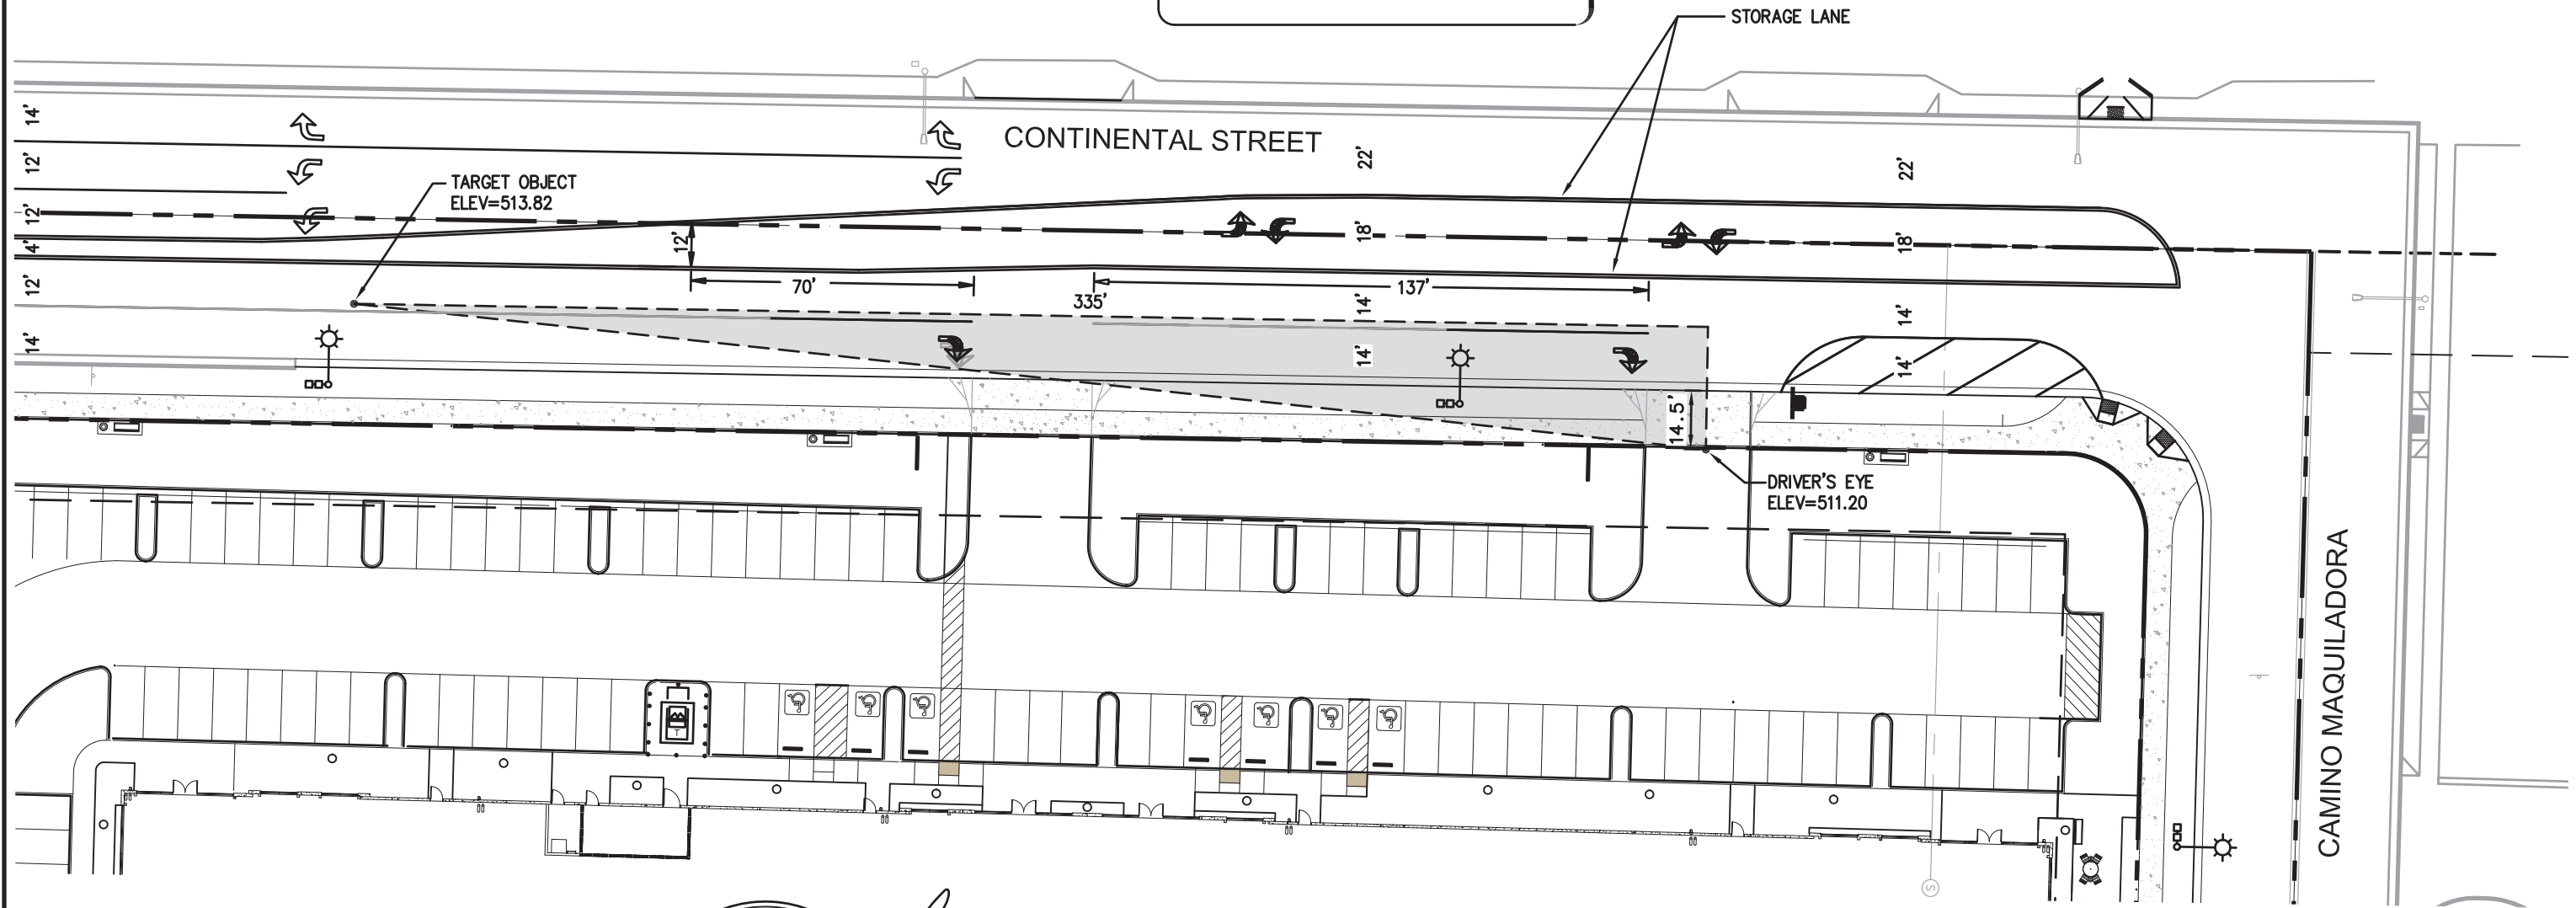 STORAGE LANE
14'
CONTINENTAL STREET
12'
22'
22'
TARGET OBJECT
ELEV=513.82
12'
12'
18'
18'
4'
12'
70'
137'
335'
14'
14'
14'
14'
14'
14.5'
DRIVER'S EYE
ELEV=511.20
CAMINO MAQUILADORA
T
S